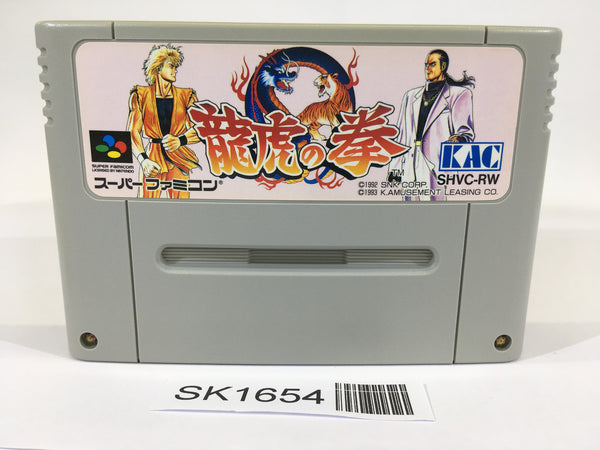 龍虎の拳
TM
SUPER FAMICOM
LICENSED BY NINTENDO
スーパーファミコン
KAC
SHVC-RW
©1992 SNK CORP.
©1993 K.AMUSEMENT LEASING CO.
SK1654